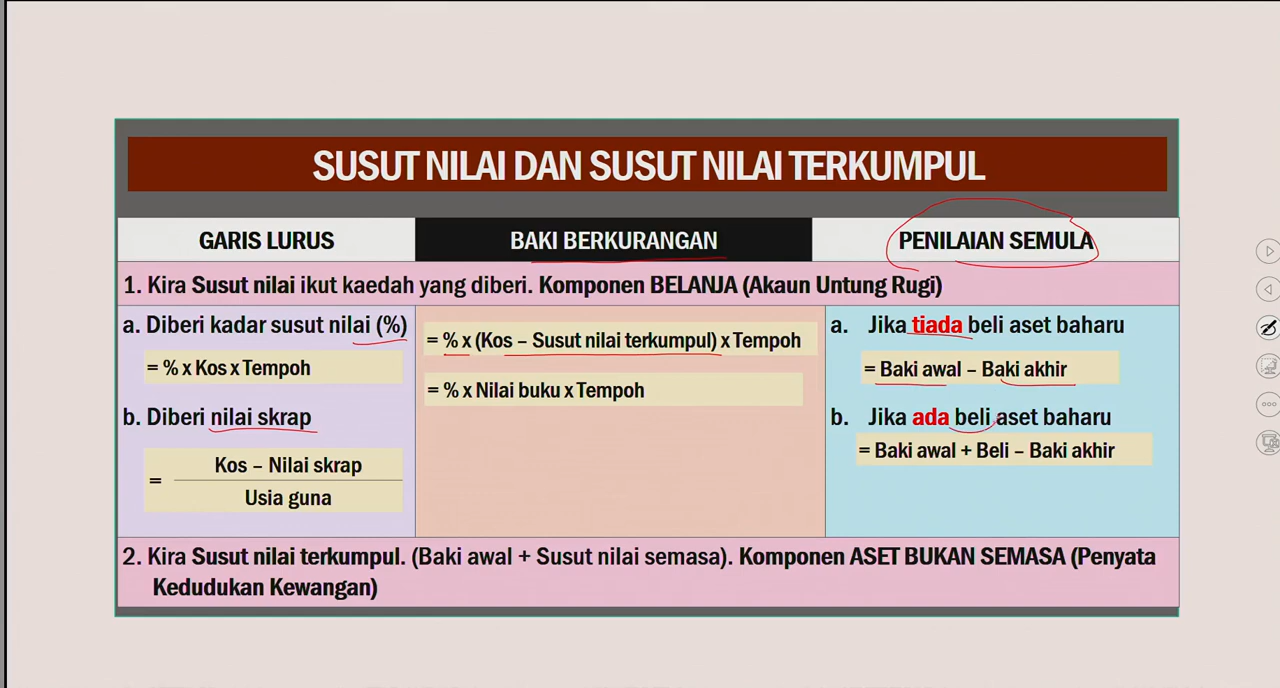 SUSUT NILAI DAN SUSUT NILAI TERKUMPUL
GARIS LURUS
BAKI BERKURANGAN
PENILAIAN SEMULA
1. Kira Susut nilai ikut kaedah yang diberi. Komponen BELANJA (Akaun Untung Rugi)
a. Diberi kadar susut nilai (%)
= % x Kos x Tempoh
b. Diberi nilai skrap
= Kos – Nilai skrap
Usia guna
= % x (Kos – Susut nilai terkumpul) x Tempoh
= % x Nilai buku x Tempoh
a. Jika tiada beli aset baharu
= Baki awal – Baki akhir
b. Jika ada beli aset baharu
= Baki awal + Beli – Baki akhir
2. Kira Susut nilai terkumpul. (Baki awal + Susut nilai semasa). Komponen ASET BUKAN SEMASA (Penyata
Kedudukan Kewangan)